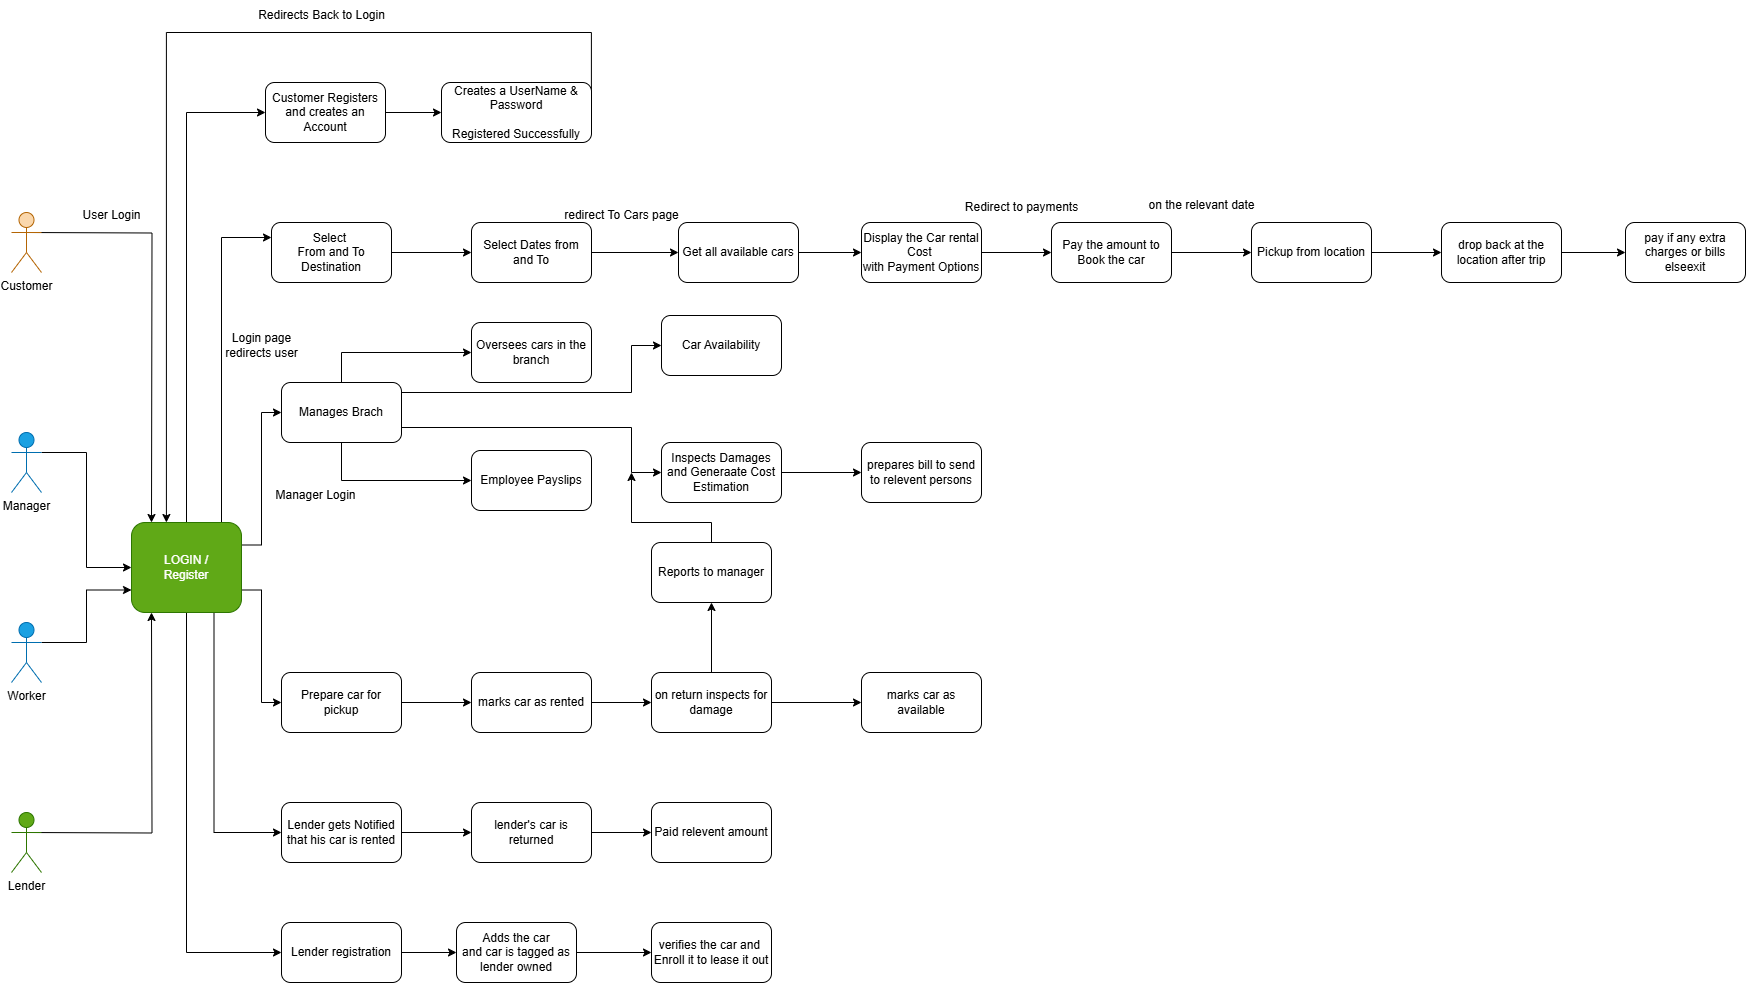 Redirects Back to Login
Customer Registers
and creates an
Account
Creates a UserName &
Password
Registered Successfully
User Login
Customer
Select
From and To
Destination
Select Dates from
and To
redirect To Cars page
Get all available cars
Display the Car rental
Cost
with Payment Options
Redirect to payments
Pay the amount to
Book the car
on the relevant date
Pickup from location
drop back at the
location after trip
pay if any extra
charges or bills
elseexit
Login page
redirects user
Oversees cars in the
branch
Car Availability
Manages Brach
Manager
Inspects Damages
and Generaate Cost
Estimation
prepares bill to send
to relevent persons
Employee Payslips
Manager Login
LOGIN /
Register
Reports to manager
Worker
Prepare car for
pickup
marks car as rented
on return inspects for
damage
marks car as
available
Lender
Lender gets Notified
that his car is rented
lender's car is
returned
Paid relevent amount
Lender registration
Adds the car
and car is tagged as
lender owned
verifies the car and
Enroll it to lease it out